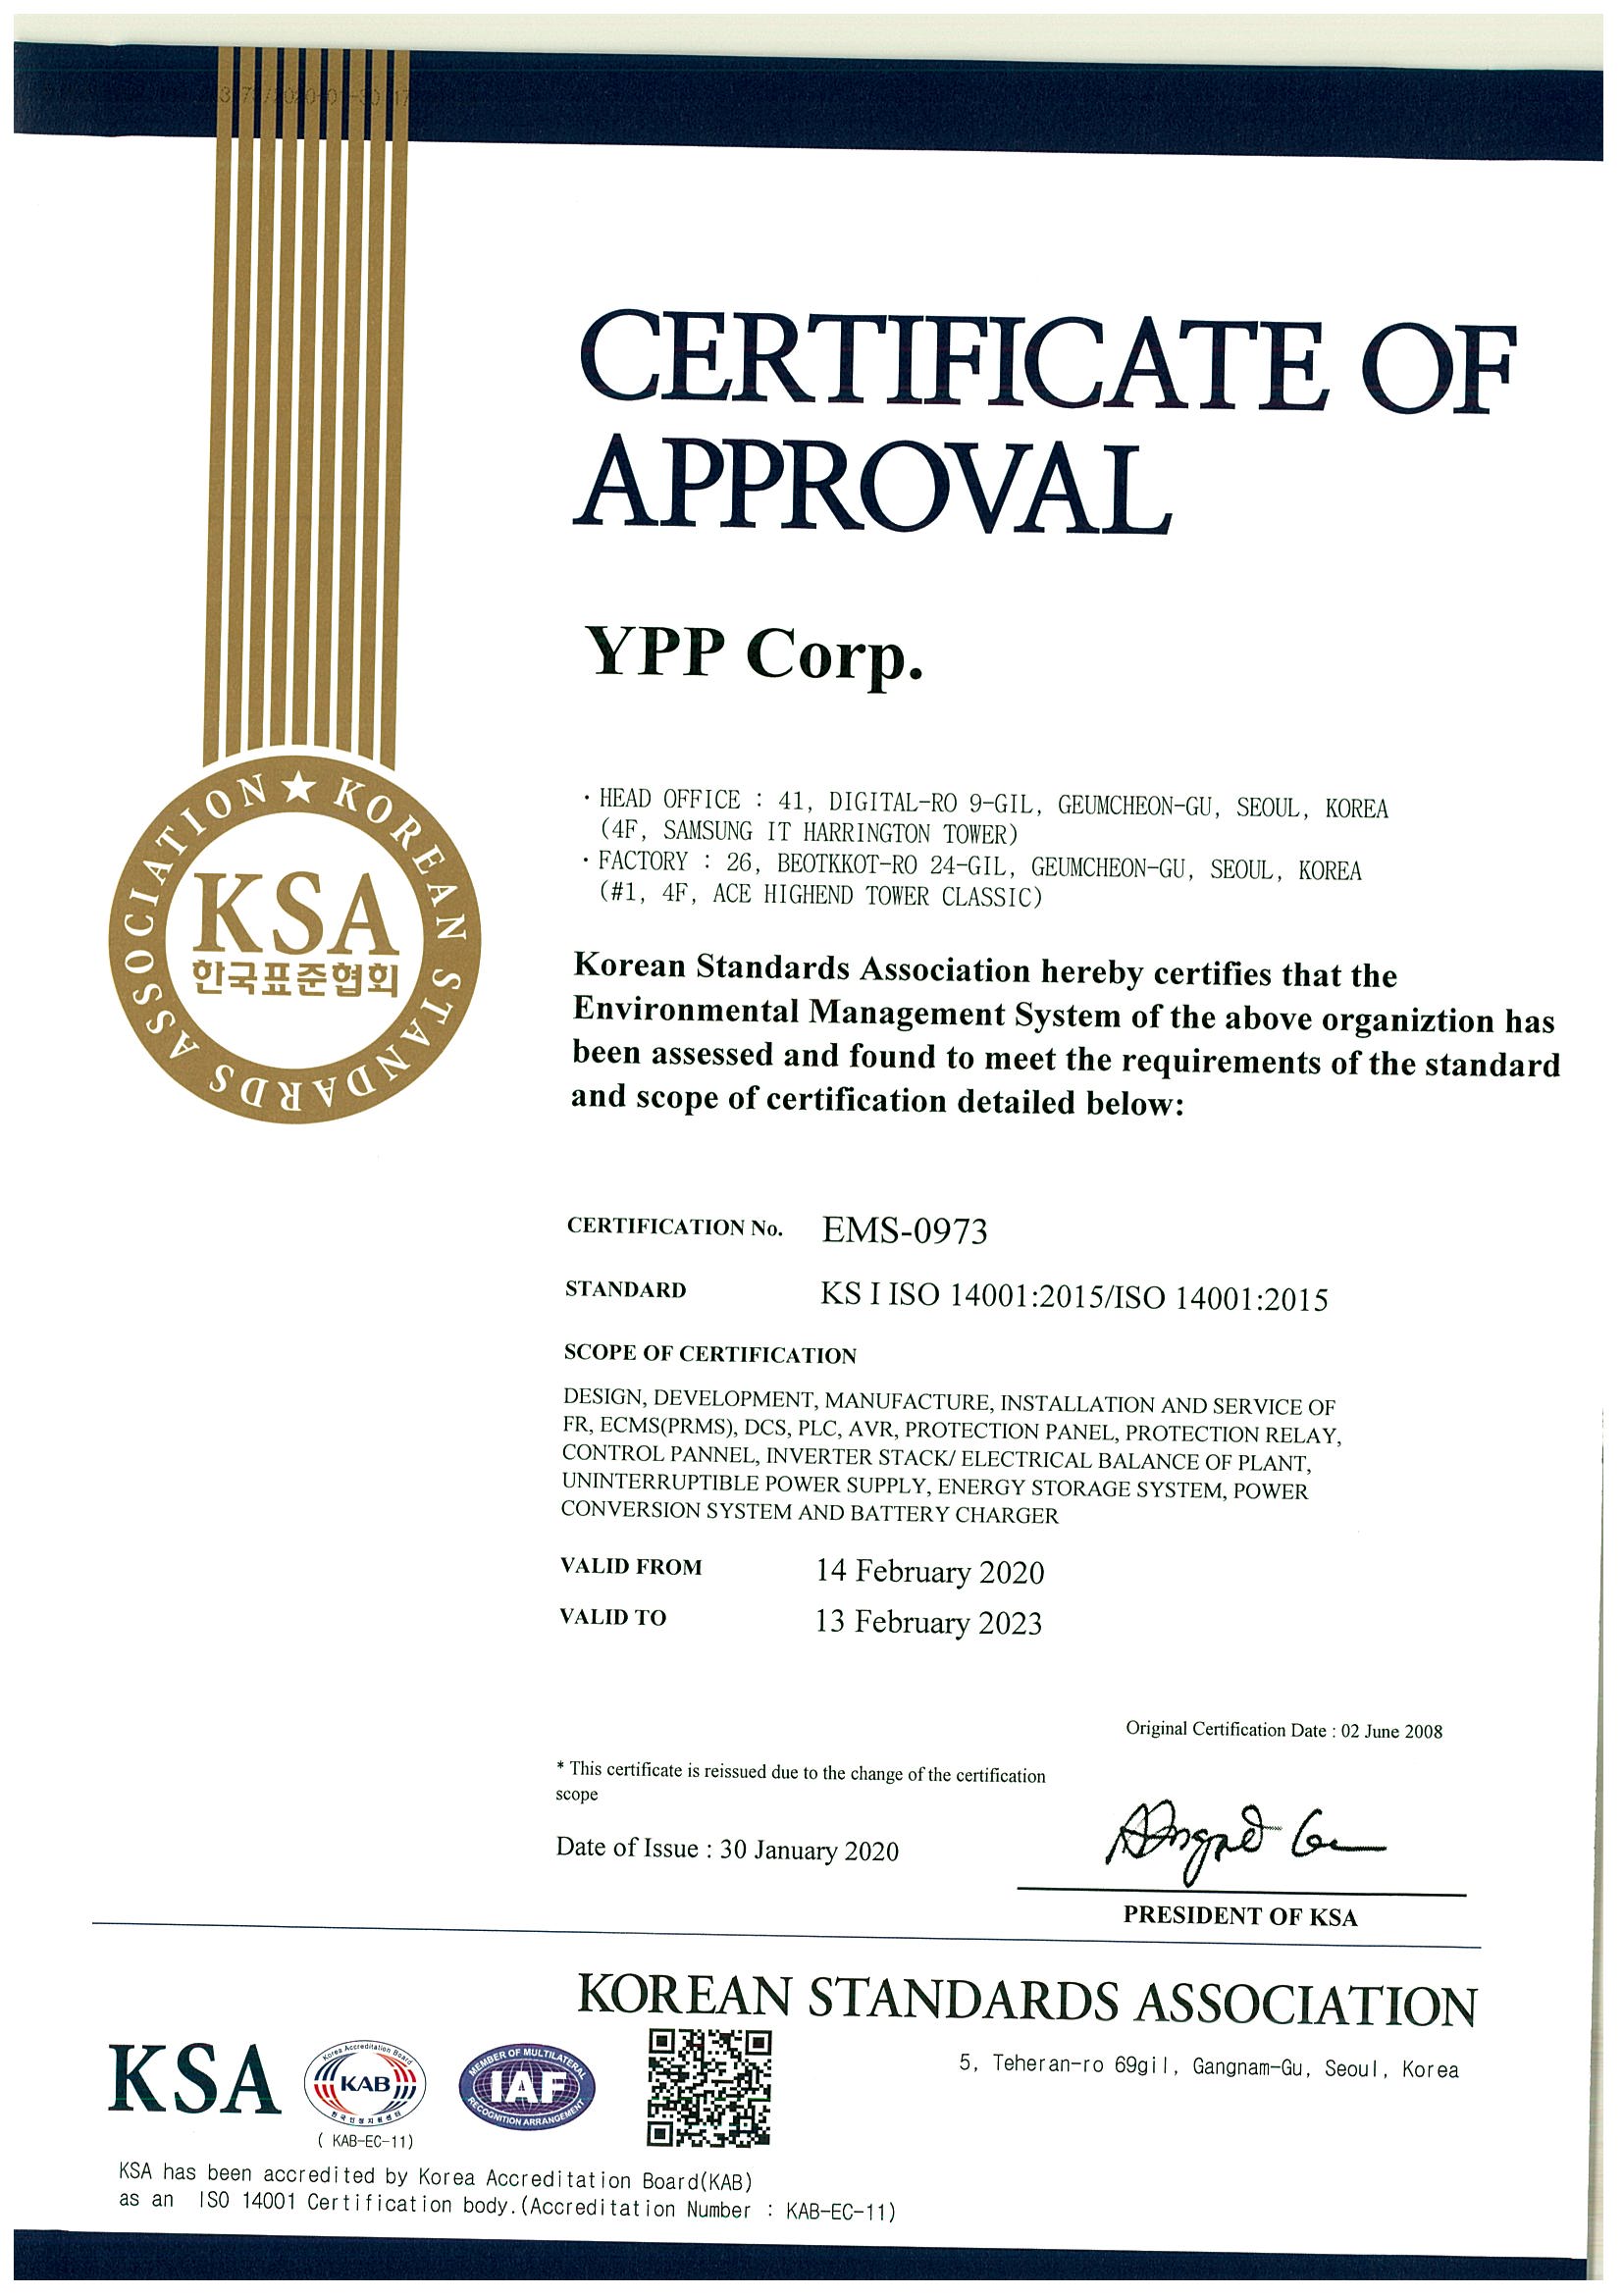 CERTIFICATE OF
APPROVAL
YPP Corp.
· HEAD OFFICE : 41, DIGITAL-RO 9-GIL, GEUMCHEON-GU, SEOUL, KOREA
(4F, SAMSUNG IT HARRINGTON TOWER)
· FACTORY : 26, BEOTKKOT-RO 24-GIL, GEUMCHEON-GU, SEOUL, KOREA
(#1, 4F, ACE HIGHEND TOWER CLASSIC)
KOREAN STANDARDS ASSOCIATION
KSA
한국표준협회
Korean Standards Association hereby certifies that the
Environmental Management System of the above organiztion has
been assessed and found to meet the requirements of the standard
and scope of certification detailed below:
CERTIFICATION No. EMS-0973
STANDARD KS I ISO 14001:2015/ISO 14001:2015
SCOPE OF CERTIFICATION
DESIGN, DEVELOPMENT, MANUFACTURE, INSTALLATION AND SERVICE OF
FR, ECMS(PRMS), DCS, PLC, AVR, PROTECTION PANEL, PROTECTION RELAY,
CONTROL PANNEL, INVERTER STACK/ ELECTRICAL BALANCE OF PLANT,
UNINTERRUPTIBLE POWER SUPPLY, ENERGY STORAGE SYSTEM, POWER
CONVERSION SYSTEM AND BATTERY CHARGER
VALID FROM 14 February 2020
VALID TO 13 February 2023
Original Certification Date : 02 June 2008
* This certificate is reissued due to the change of the certification
scope
Date of Issue : 30 January 2020
PRESIDENT OF KSA
KOREAN STANDARDS ASSOCIATION
5, Teheran-ro 69gil, Gangnam-Gu, Seoul, Korea
KSA
Korea Accreditation Board
KAB
한국인정지원센터
( KAB-EC-11)
MEMBER OF MULTILATERAL
IAF
RECOGNITION ARRANGEMENT
KSA has been accredited by Korea Accreditation Board(KAB)
as an ISO 14001 Certification body.(Accreditation Number : KAB-EC-11)